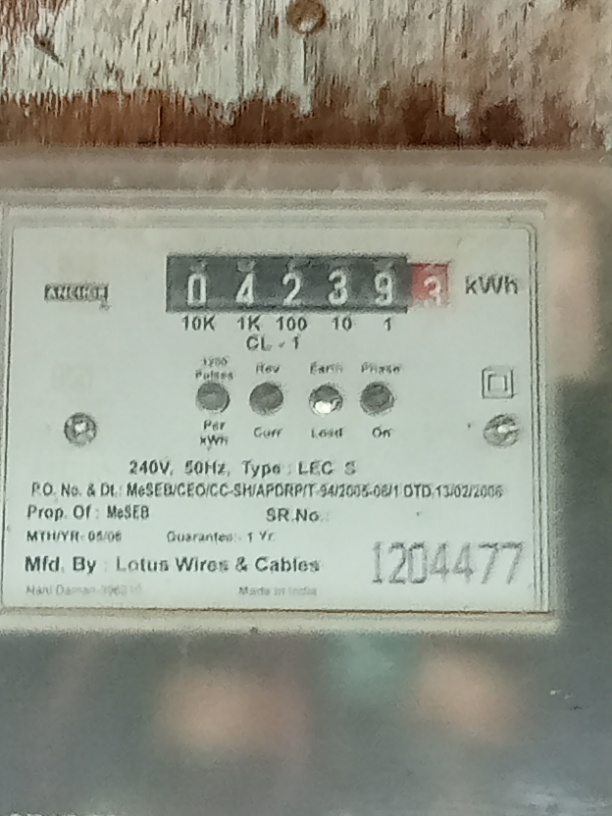 ANCHOR
0 4 2 3 9 3 kWh
10K 1K 100 10 1
CL - 1
Pulses Rev Earth Phase
Per kWh Curr Load On
240V, 50Hz, Type : LEC S
P.O. No. & Dt.: MeSEB/CEO/CC-SH/APDRP/T-94/2005-06/1 DTD.13/02/2006
Prop. Of : MeSEB SR.No.:
MTH/YR- 05/06 Guarantee:- 1 Yr.
Mfd. By : Lotus Wires & Cables
1204477
Made in India